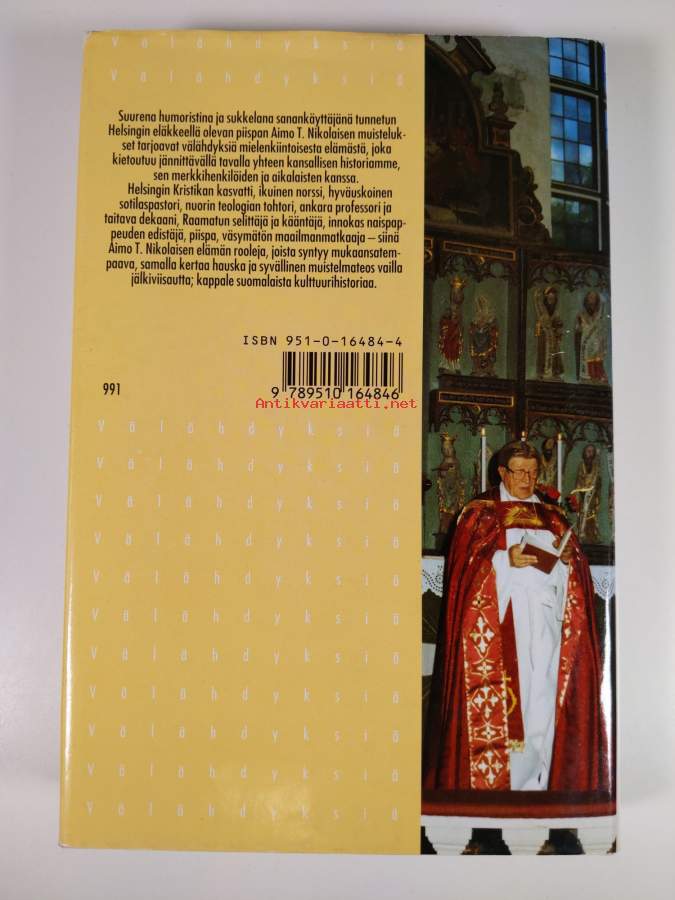 Välähdyksiä
Välähdyksiä
Suurena humoristina ja sukkelana sanankäyttäjänä tunnetun
Helsingin eläkkeellä olevan piispan Aimo T. Nikolaisen muisteluk-
set tarjoavat välähdyksiä mielenkiintoisesta elämästä, joka
kietoutuu jännittävällä tavalla yhteen kansallisen historiamme,
sen merkkihenkilöiden ja aikalaisten kanssa.
Helsingin Kristikan kasvatti, ikuinen norssi, hyväuskoinen
sotilaspastori, nuorin teologian tohtori, ankara professori ja
taitava dekaani, Raamatun selittäjä ja kääntäjä, innokas naispap-
peuden edistäjä, piispa, väsymätön maailmanmatkaaja – siinä
Aimo T. Nikolaisen elämän rooleja, joista syntyy mukaansatem-
paava, samalla kertaa hauska ja syvällinen muistelmateos vailla
jälkiviisautta; kappale suomalaista kulttuurihistoriaa.
ISBN 951-0-16484-4
991
9 789510 164846
Antikvariaatti.net
Välähdyksiä
Välähdyksiä
Välähdyksiä
Välähdyksiä
Välähdyksiä
Välähdyksiä
Välähdyksiä
Välähdyksiä
Välähdyksiä
Välähdyksiä
Välähdyksiä